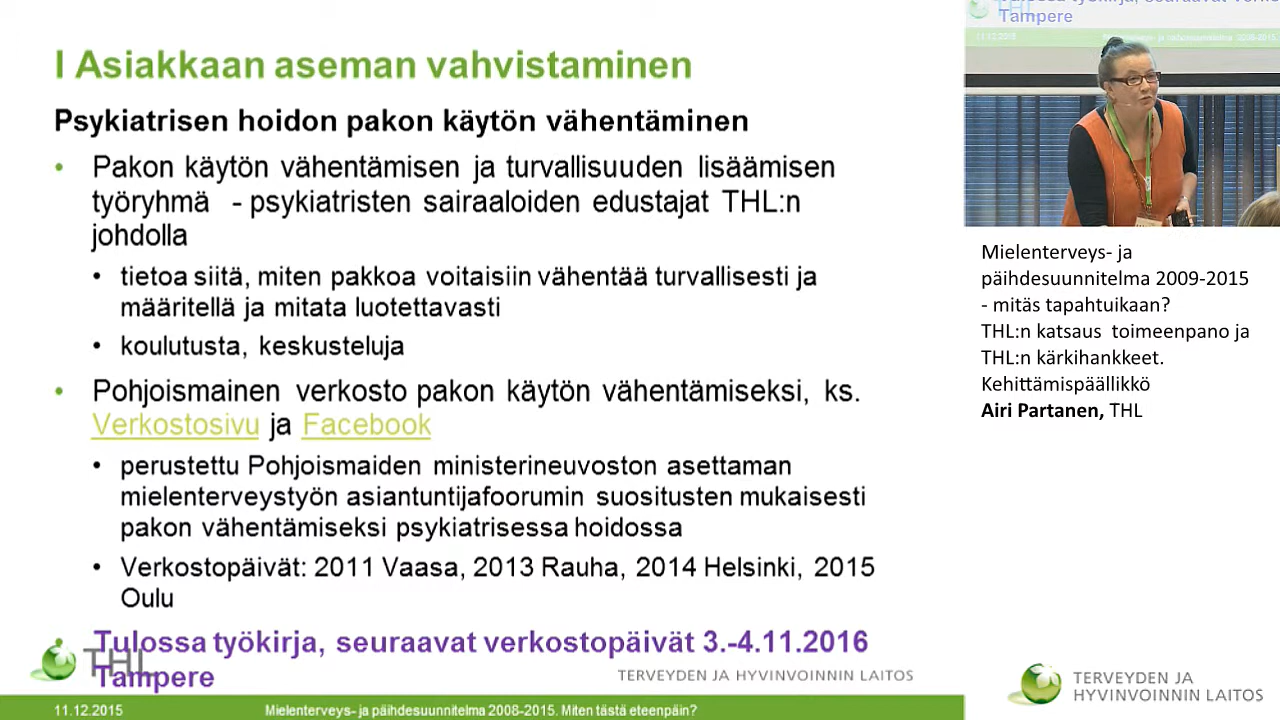 I Asiakkaan aseman vahvistaminen
Psykiatrisen hoidon pakon käytön vähentäminen
• Pakon käytön vähentämisen ja turvallisuuden lisäämisen
työryhmä - psykiatristen sairaaloiden edustajat THL:n
johdolla
• tietoa siitä, miten pakkoa voitaisiin vähentää turvallisesti ja
määritellä ja mitata luotettavasti
• koulutusta, keskusteluja
• Pohjoismainen verkosto pakon käytön vähentämiseksi, ks.
Verkostosivu ja Facebook
• perustettu Pohjoismaiden ministerineuvoston asettaman
mielenterveystyön asiantuntijafoorumin suositusten mukaisesti
pakon vähentämiseksi psykiatrisessa hoidossa
• Verkostopäivät: 2011 Vaasa, 2013 Rauha, 2014 Helsinki, 2015
Oulu
Tulossa työkirja, seuraavat verkostopäivät 3.-4.11.2016
Tampere
THL
TERVEYDEN JA HYVINVOINNIN LAITOS
11.12.2015
Mielenterveys- ja päihdesuunnitelma 2008-2015. Miten tästä eteenpäin?
Tampere
11.12.2015
Mielenterveys- ja
päihdesuunnitelma 2009-2015
- mitäs tapahtuikaan?
THL:n katsaus toimeenpano ja
THL:n kärkihankkeet.
Kehittämispäällikkö
Airi Partanen, THL
TERVEYDEN JA
HYVINVOINNIN LAITOS